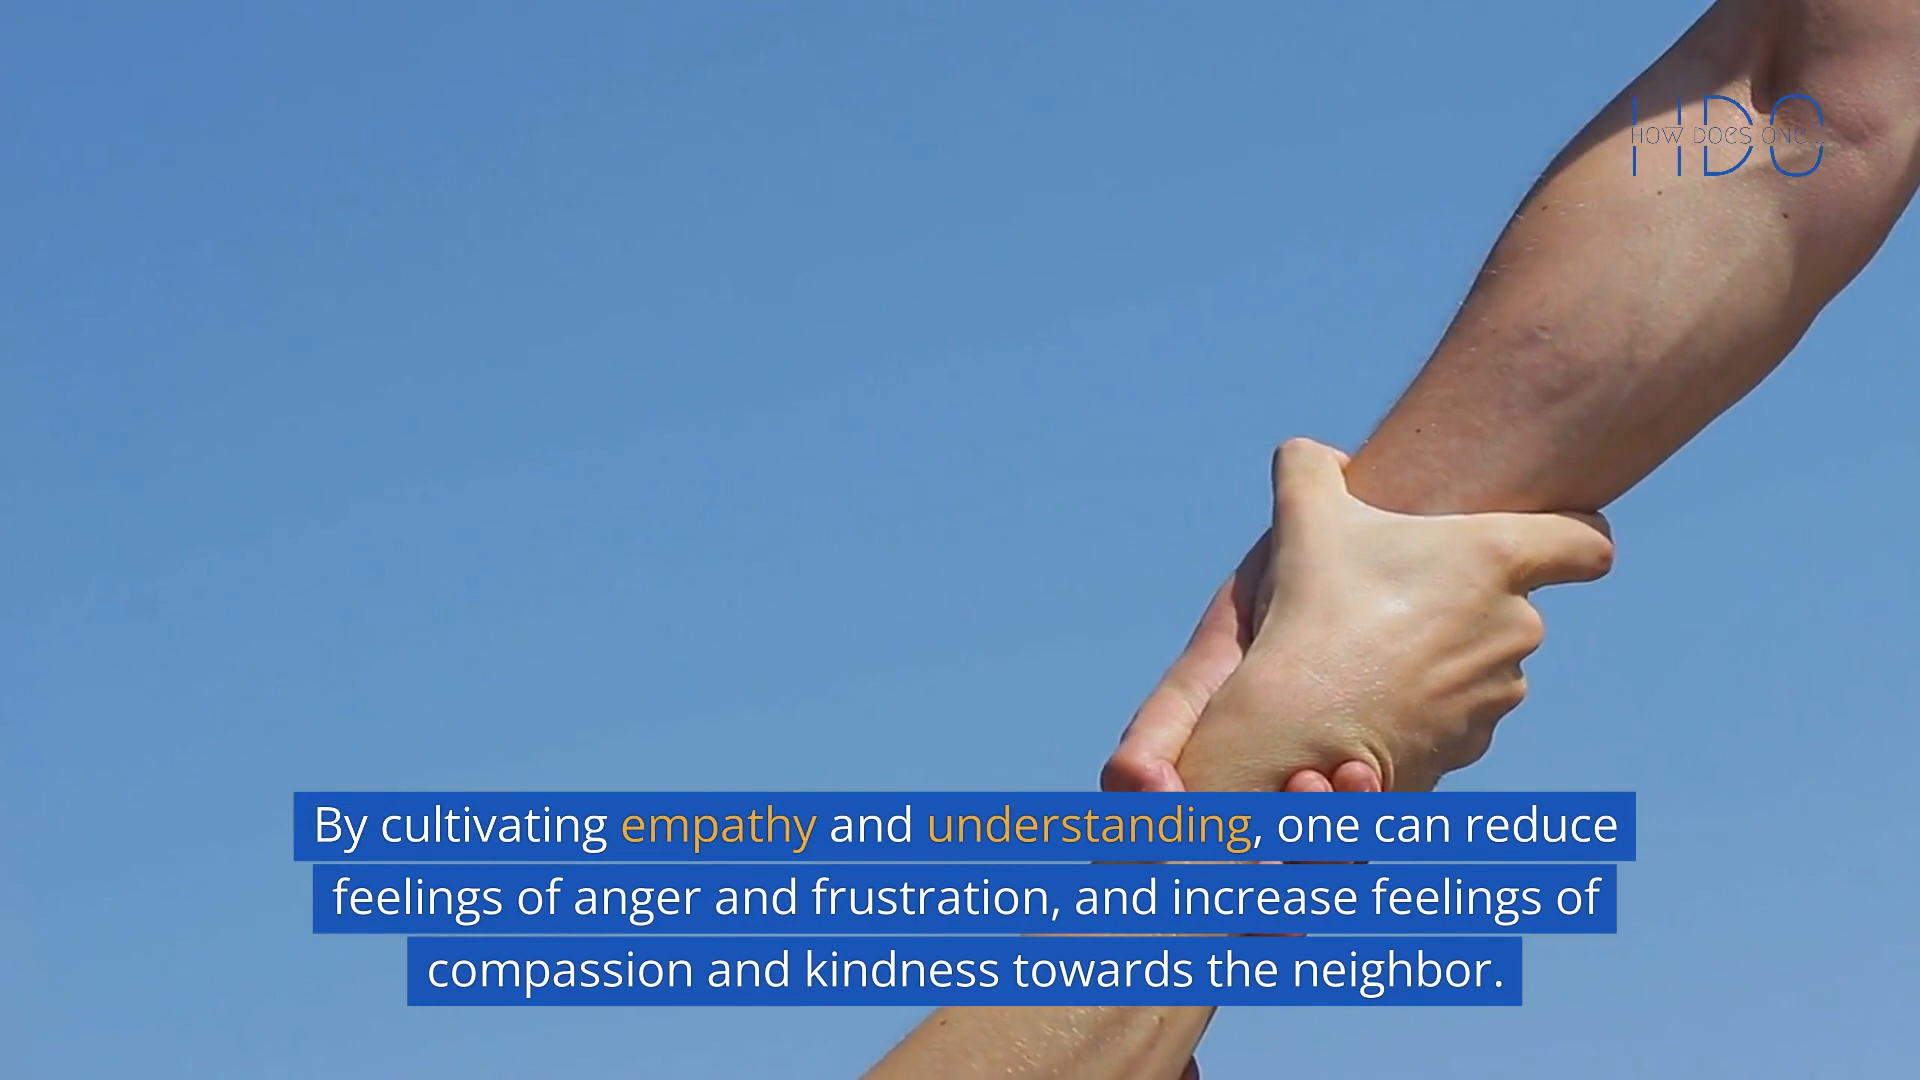 HDO
HOW DOES ONE...
By cultivating empathy and understanding, one can reduce
feelings of anger and frustration, and increase feelings of
compassion and kindness towards the neighbor.